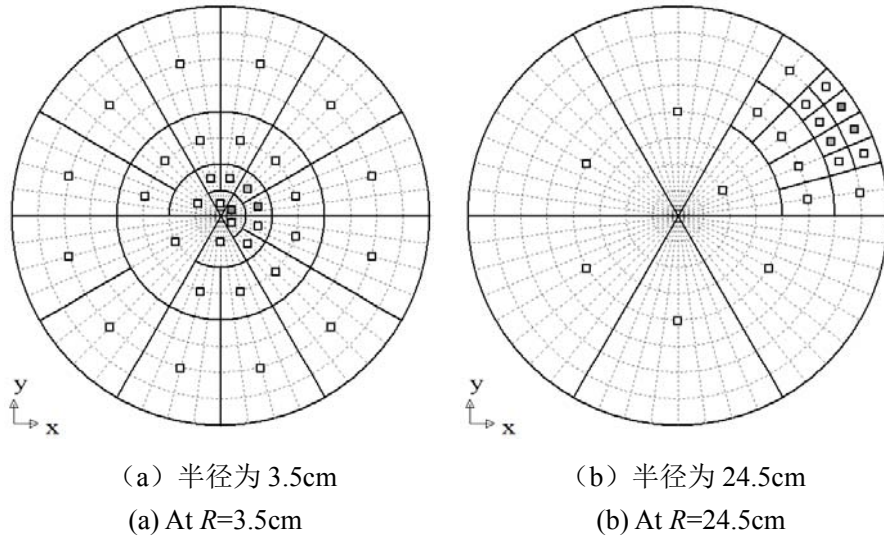 y
x
y
x
(a)半径为 3.5cm
(b)半径为 24.5cm
(a) At R=3.5cm
(b) At R=24.5cm